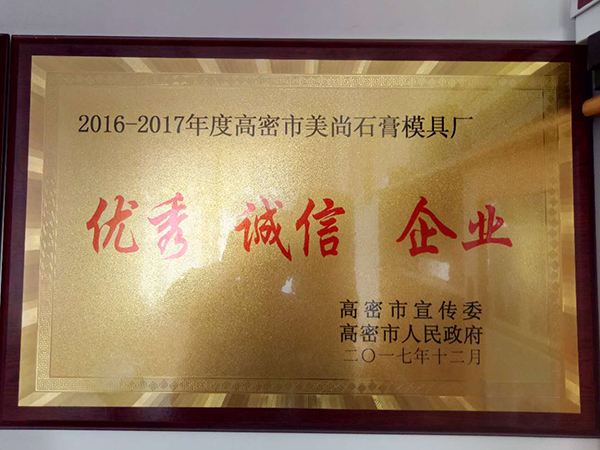 2016-2017年度高密市美尚石膏模具厂
优秀 诚信 企业
高密市宣传委
高密市人民政府
二〇一七年十二月